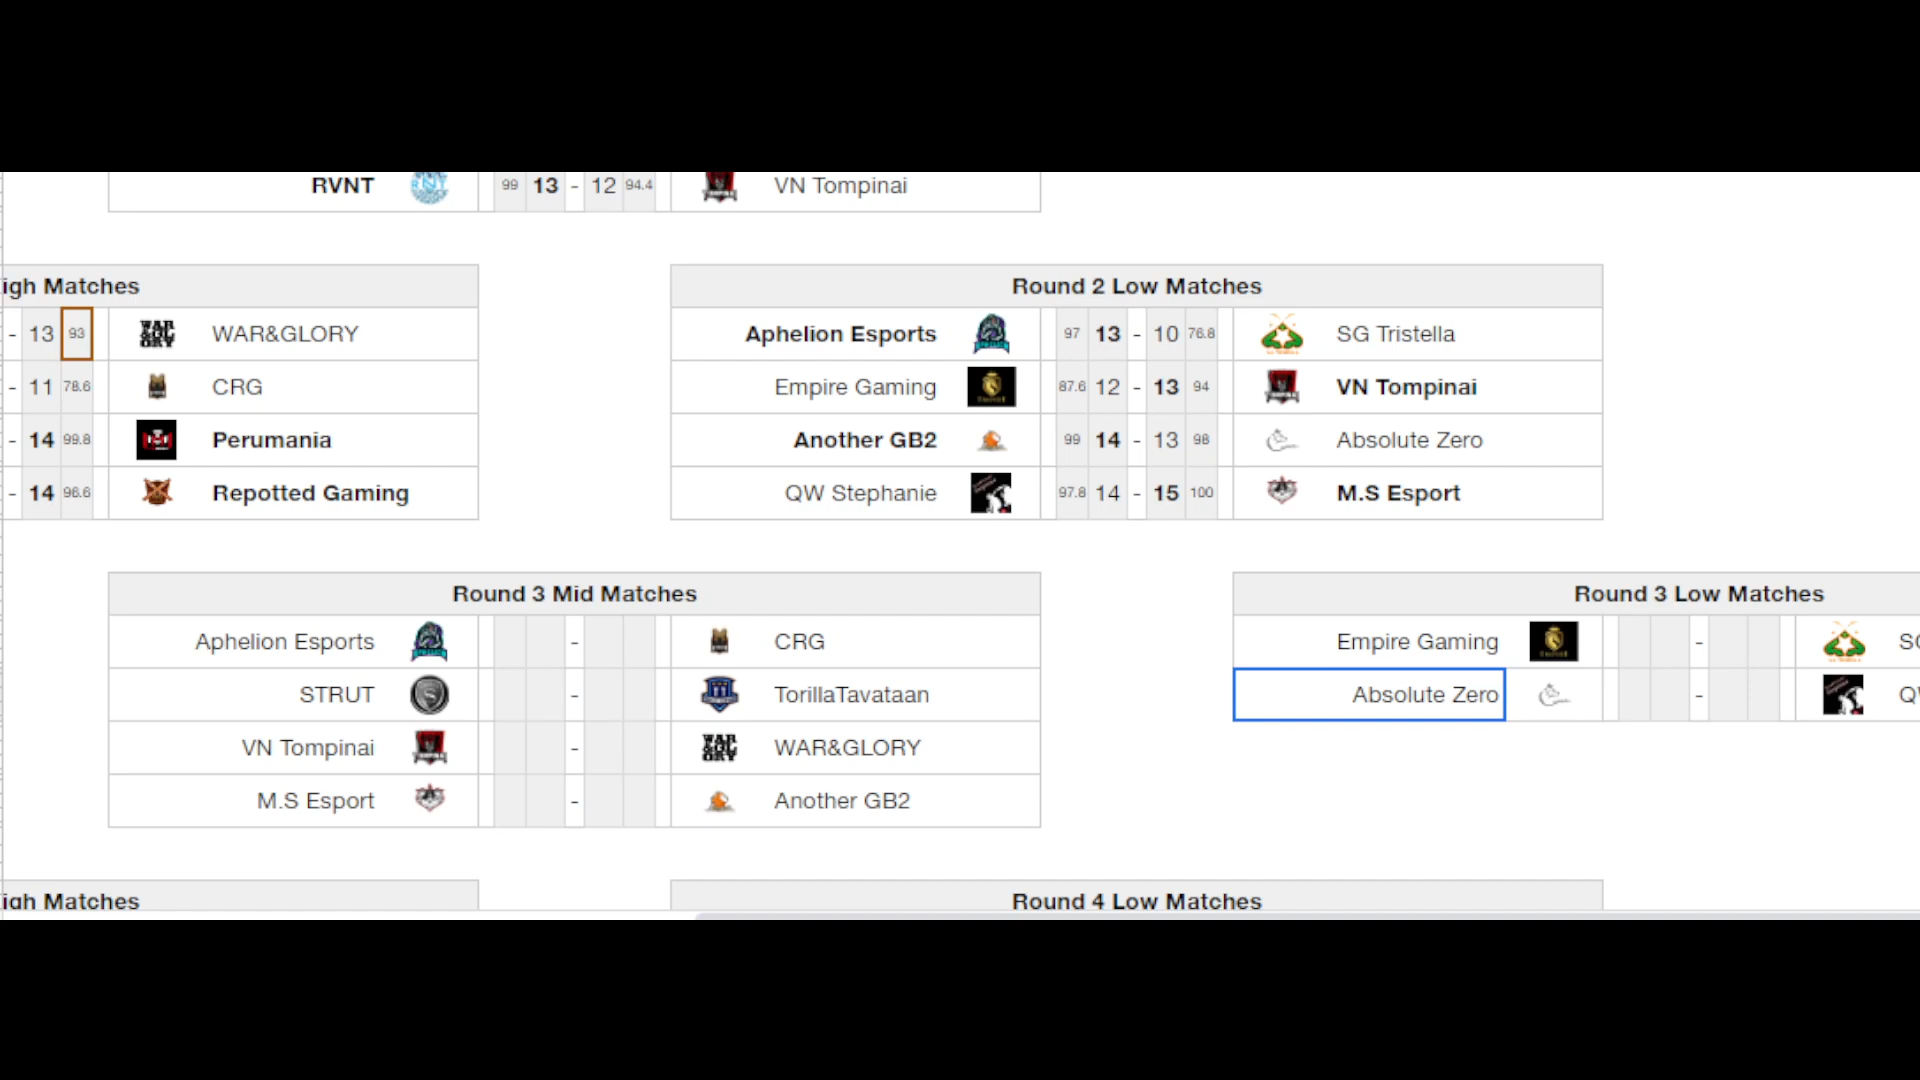 RVNT 99 13 - 12 94.4 VN Tompinai
igh Matches
- 13 93 WAR&GLORY
- 11 78.6 CRG
- 14 99.8 Perumania
- 14 96.6 Repotted Gaming
Round 2 Low Matches
Aphelion Esports 97 13 - 10 76.8 SG Tristella
Empire Gaming 87.6 12 - 13 94 VN Tompinai
Another GB2 99 14 - 13 98 Absolute Zero
QW Stephanie 97.8 14 - 15 100 M.S Esport
Round 3 Mid Matches
Aphelion Esports - CRG
STRUT - TorillaTavataan
VN Tompinai - WAR&GLORY
M.S Esport - Another GB2
Round 3 Low Matches
Empire Gaming - SG
Absolute Zero - QW
igh Matches
Round 4 Low Matches